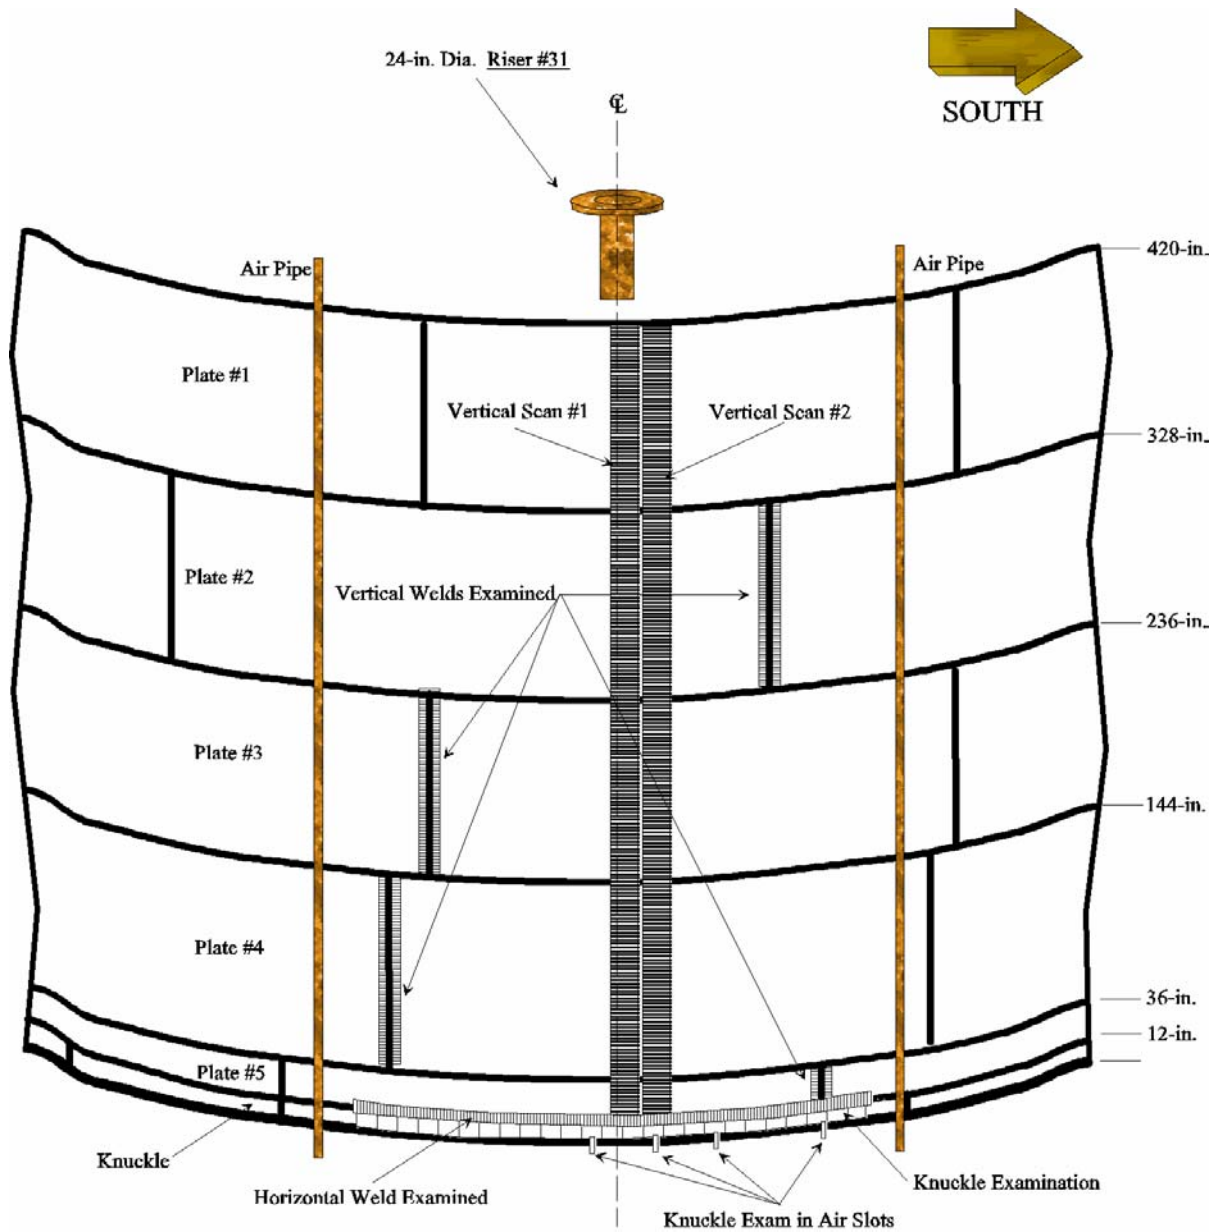 24-in. Dia. Riser #31
SOUTH
℄
Air Pipe
Air Pipe
420-in.
Plate #1
Vertical Scan #1
Vertical Scan #2
328-in.
Plate #2
Vertical Welds Examined
236-in.
Plate #3
144-in.
Plate #4
36-in.
12-in.
Plate #5
Knuckle
Horizontal Weld Examined
Knuckle Examination
Knuckle Exam in Air Slots